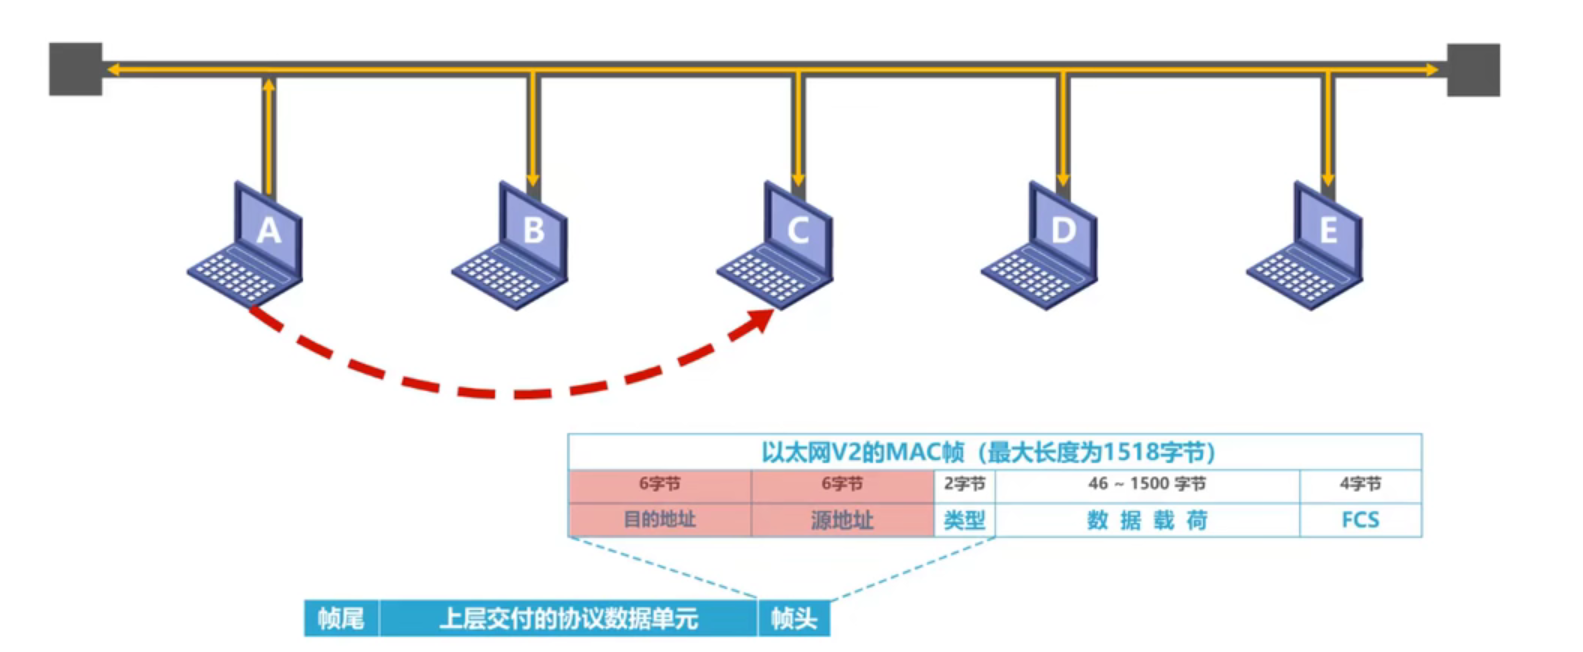 A
B
C
D
E
以太网V2的MAC帧（最大长度为1518字节）
6字节 6字节 2字节 46 ~ 1500 字节 4字节
目的地址 源地址 类型 数 据 载 荷 FCS
帧尾 上层交付的协议数据单元 帧头